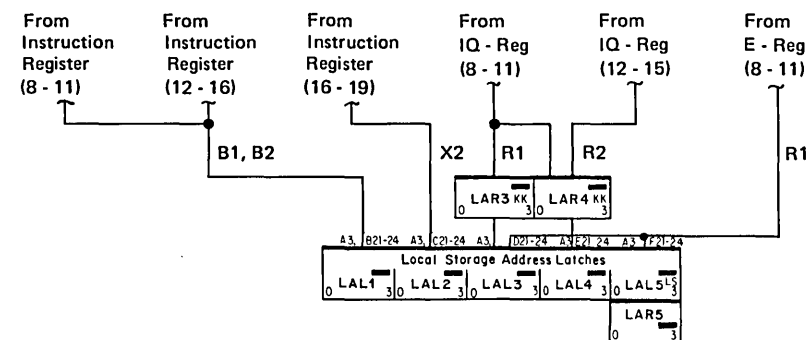 From Instruction Register (8 - 11)
From Instruction Register (12 - 16)
From Instruction Register (16 - 19)
From IQ - Reg (8 - 11)
From IQ - Reg (12 - 15)
From E - Reg (8 - 11)
B1, B2
X2
R1
R2
R1
LAR3 KK
0 3
LAR4 KK
0 3
A3, B21-24
A3, C21-24
A3, D21-24
A3 E21-24
A3 F21-24
Local Storage Address Latches
LAL1
0 3
LAL2
0 3
LAL3
0 3
LAL4
0 3
LAL5 LS
0 3
LAR5
0 3